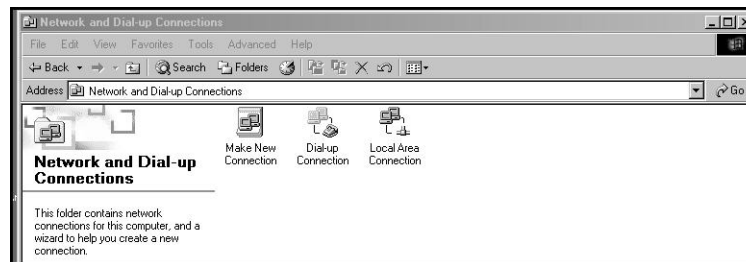 Network and Dial-up Connections
File Edit View Favorites Tools Advanced Help
Back Search Folders
Address Network and Dial-up Connections Go
Make New Connection
Dial-up Connection
Local Area Connection
Network and Dial-up
Connections
This folder contains network
connections for this computer, and a
wizard to help you create a new
connection.